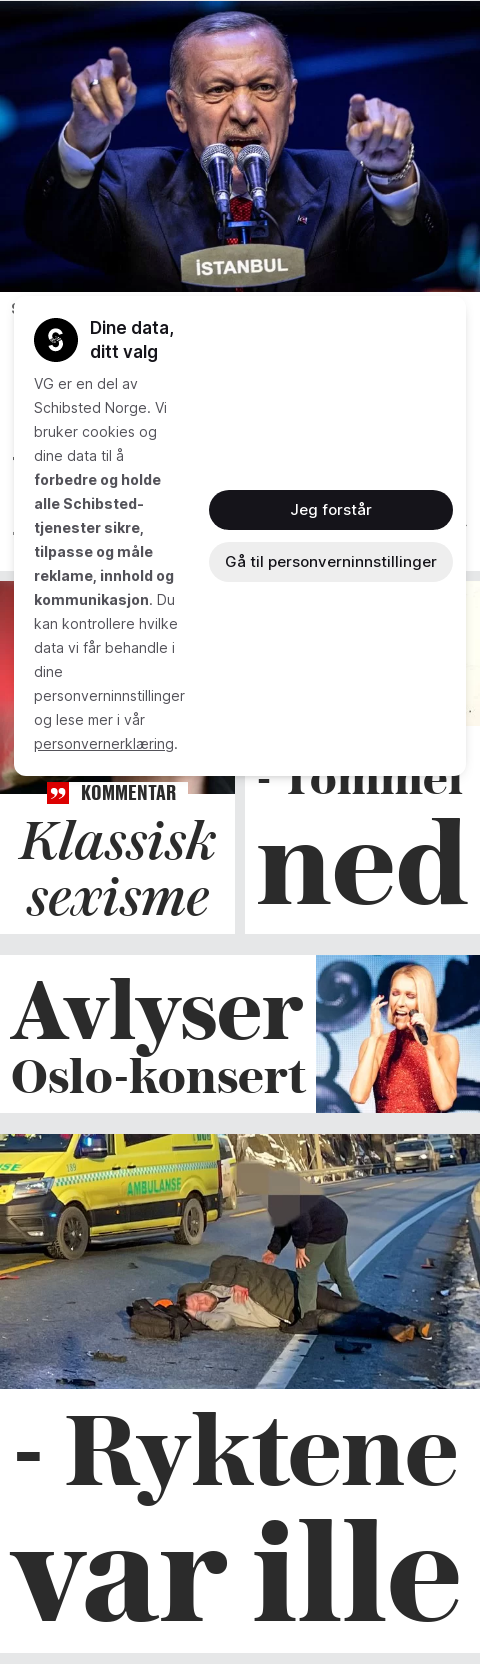 İSTANBUL
Dine data,
ditt valg
VG er en del av
Schibsted Norge. Vi
bruker cookies og
dine data til å
forbedre og holde
alle Schibsted-
tjenester sikre,
tilpasse og måle
reklame, innhold og
kommunikasjon. Du
kan kontrollere hvilke
data vi får behandle i
dine
personverninnstillinger
og lese mer i vår
personvernerklæring.
Jeg forstår
Gå til personverninnstillinger
KOMMENTAR
Klassisk
sexisme
- Tommel
ned
Avlyser
Oslo-konsert
189
AMBULANSE
- Ryktene
var ille